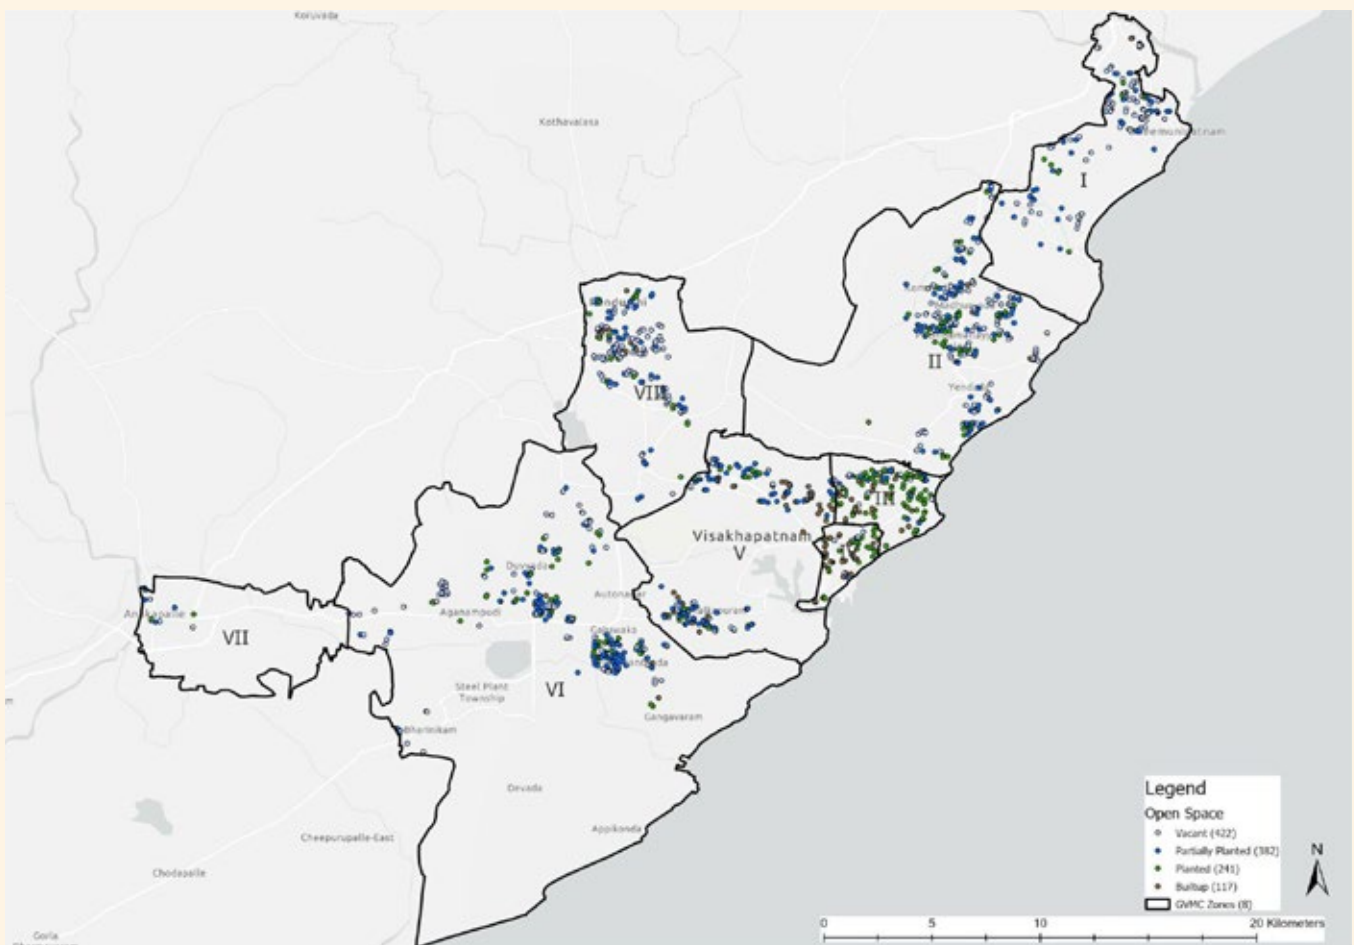 Koruvada
Kothavalasa
I
II
Yendada
VIII
III
Visakhapatnam
V
Duvvada
Autonagar
Aganampudi
Gajuwaka
Anakapalle
VII
VI
Steel Plant
Township
Gangavaram
Devada
Appikonda
Cheepurupalle-East
Chodapalle
Gorla
Legend
Open Space
Vacant (422)
Partially Planted (382)
Planted (241)
Builtup (117)
GVMC Zones (8)
N
0 5 10 20 Kilometers